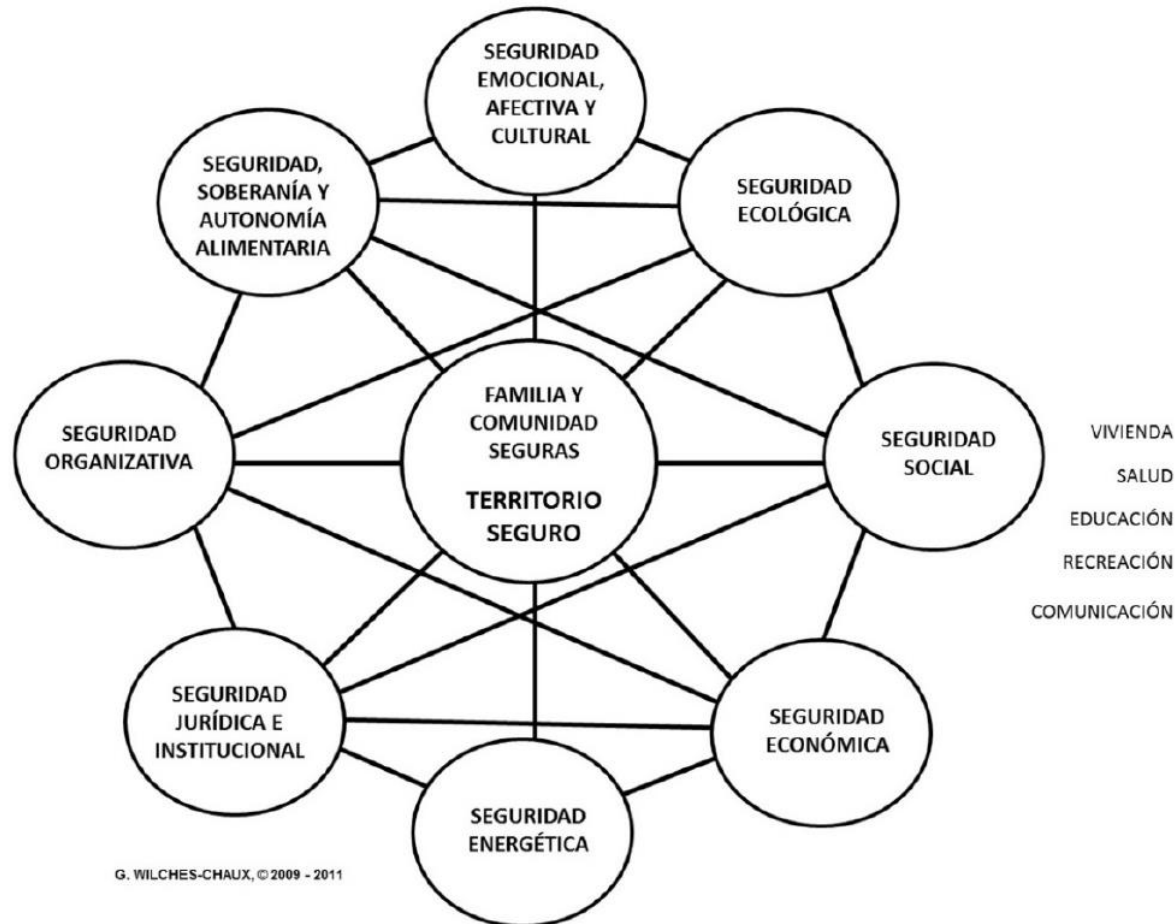 SEGURIDAD
EMOCIONAL,
AFECTIVA Y
CULTURAL
SEGURIDAD,
SOBERANÍA Y
AUTONOMÍA
ALIMENTARIA
SEGURIDAD
ECOLÓGICA
FAMILIA Y
COMUNIDAD
SEGURAS
TERRITORIO
SEGURO
SEGURIDAD
ORGANIZATIVA
SEGURIDAD
SOCIAL
VIVIENDA
SALUD
EDUCACIÓN
RECREACIÓN
COMUNICACIÓN
SEGURIDAD
JURÍDICA E
INSTITUCIONAL
SEGURIDAD
ECONÓMICA
SEGURIDAD
ENERGÉTICA
G. WILCHES-CHAUX, © 2009 - 2011